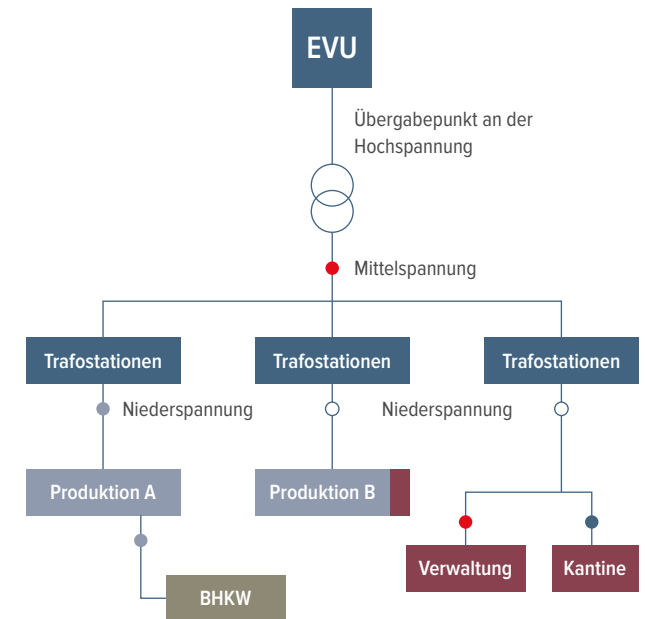 EVU
Übergabepunkt an der
Hochspannung
Mittelspannung
Trafostationen
Trafostationen
Trafostationen
Niederspannung
Niederspannung
Produktion A
Produktion B
Verwaltung
Kantine
BHKW